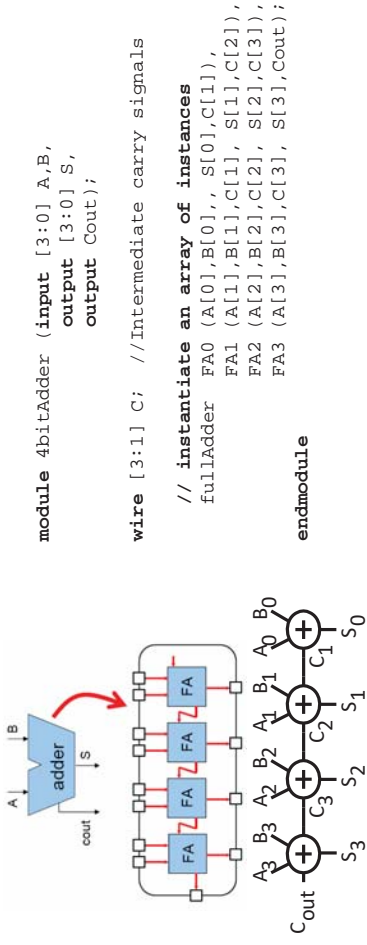 module 4bitAdder (input [3:0] A,B,
output [3:0] S,
output Cout);
wire [3:1] C; //Intermediate carry signals
// instantiate an array of instances
fullAdder FA0 (A[0],B[0],, S[0],C[1]),
FA1 (A[1],B[1],C[1], S[1],C[2]),
FA2 (A[2],B[2],C[2], S[2],C[3]),
FA3 (A[3],B[3],C[3], S[3],Cout);
endmodule
A B
adder
cout S
FA FA FA FA
A3 B3 A2 B2 A1 B1 A0 B0
Cout + C3 + C2 + C1 +
S3 S2 S1 S0